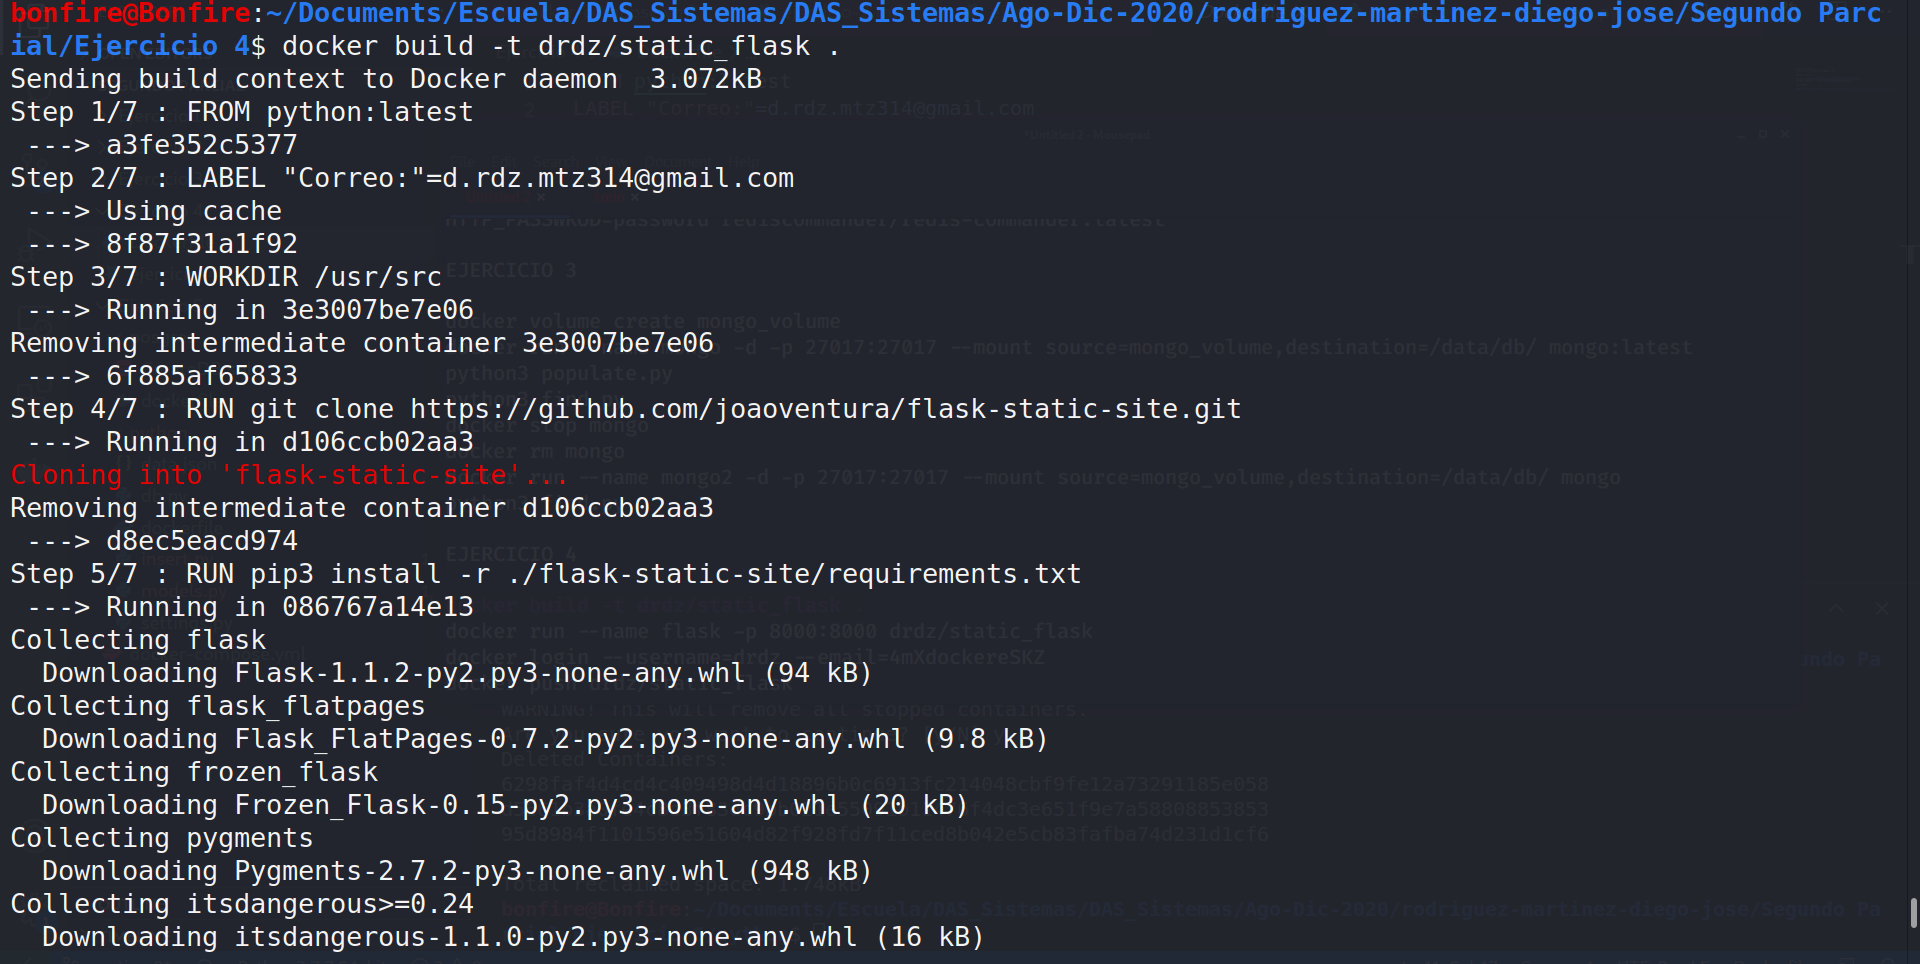 bonfire@Bonfire:~/Documents/Escuela/DAS_Sistemas/DAS_Sistemas/Ago-Dic-2020/rodriguez-martinez-diego-jose/Segundo Parc
ial/Ejercicio 4$ docker build -t drdz/static_flask .
Sending build context to Docker daemon  3.072kB
Step 1/7 : FROM python:latest
 ---> a3fe352c5377
Step 2/7 : LABEL "Correo:"=d.rdz.mtz314@gmail.com
 ---> Using cache
 ---> 8f87f31a1f92
Step 3/7 : WORKDIR /usr/src
 ---> Running in 3e3007be7e06
Removing intermediate container 3e3007be7e06
 ---> 6f885af65833
Step 4/7 : RUN git clone https://github.com/joaoventura/flask-static-site.git
 ---> Running in d106ccb02aa3
Cloning into 'flask-static-site'...
Removing intermediate container d106ccb02aa3
 ---> d8ec5eacd974
Step 5/7 : RUN pip3 install -r ./flask-static-site/requirements.txt
 ---> Running in 086767a14e13
Collecting flask
  Downloading Flask-1.1.2-py2.py3-none-any.whl (94 kB)
Collecting flask_flatpages
  Downloading Flask_FlatPages-0.7.2-py2.py3-none-any.whl (9.8 kB)
Collecting frozen_flask
  Downloading Frozen_Flask-0.15-py2.py3-none-any.whl (20 kB)
Collecting pygments
  Downloading Pygments-2.7.2-py3-none-any.whl (948 kB)
Collecting itsdangerous>=0.24
  Downloading itsdangerous-1.1.0-py2.py3-none-any.whl (16 kB)